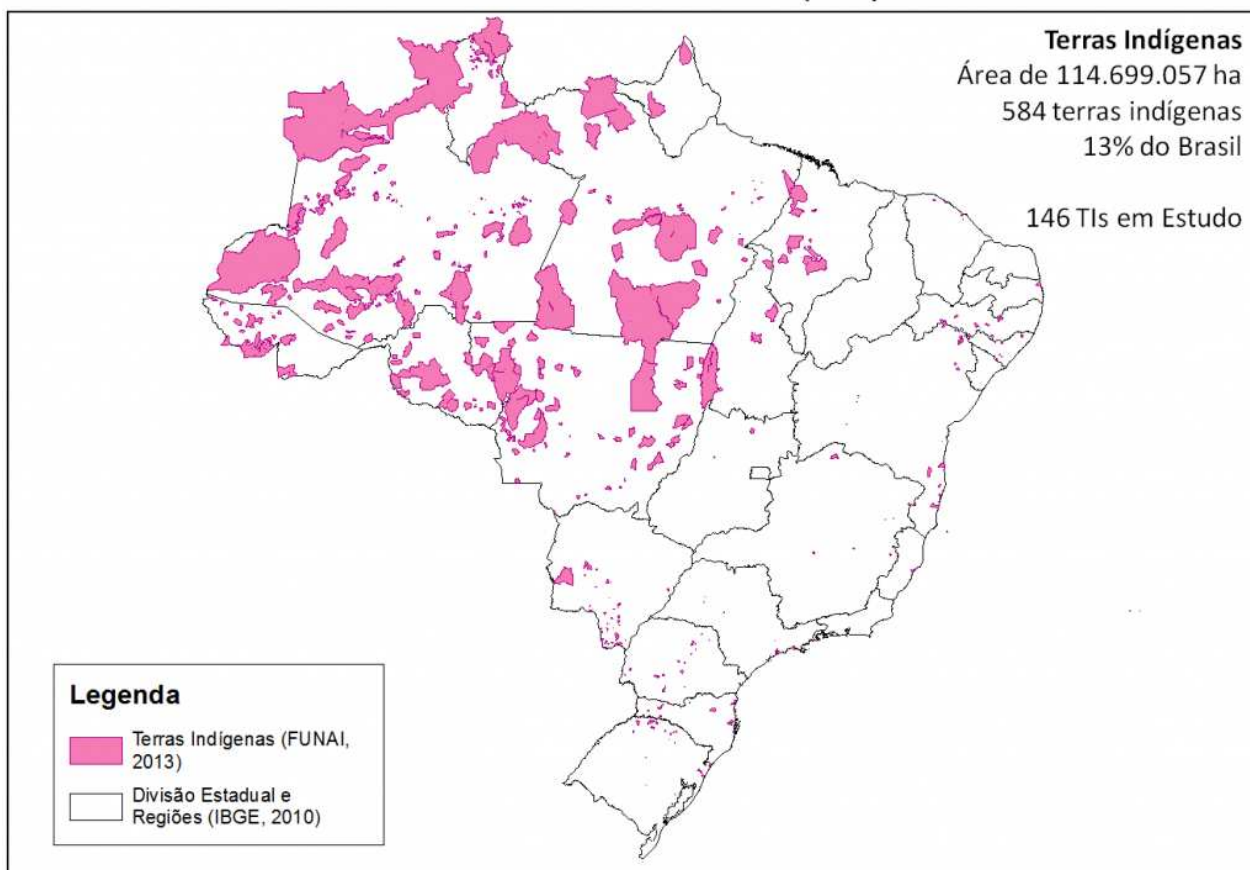 Terras Indígenas
Área de 114.699.057 ha
584 terras indígenas
13% do Brasil
146 TIs em Estudo
Legenda
Terras Indígenas (FUNAI,
2013)
Divisão Estadual e
Regiões (IBGE, 2010)